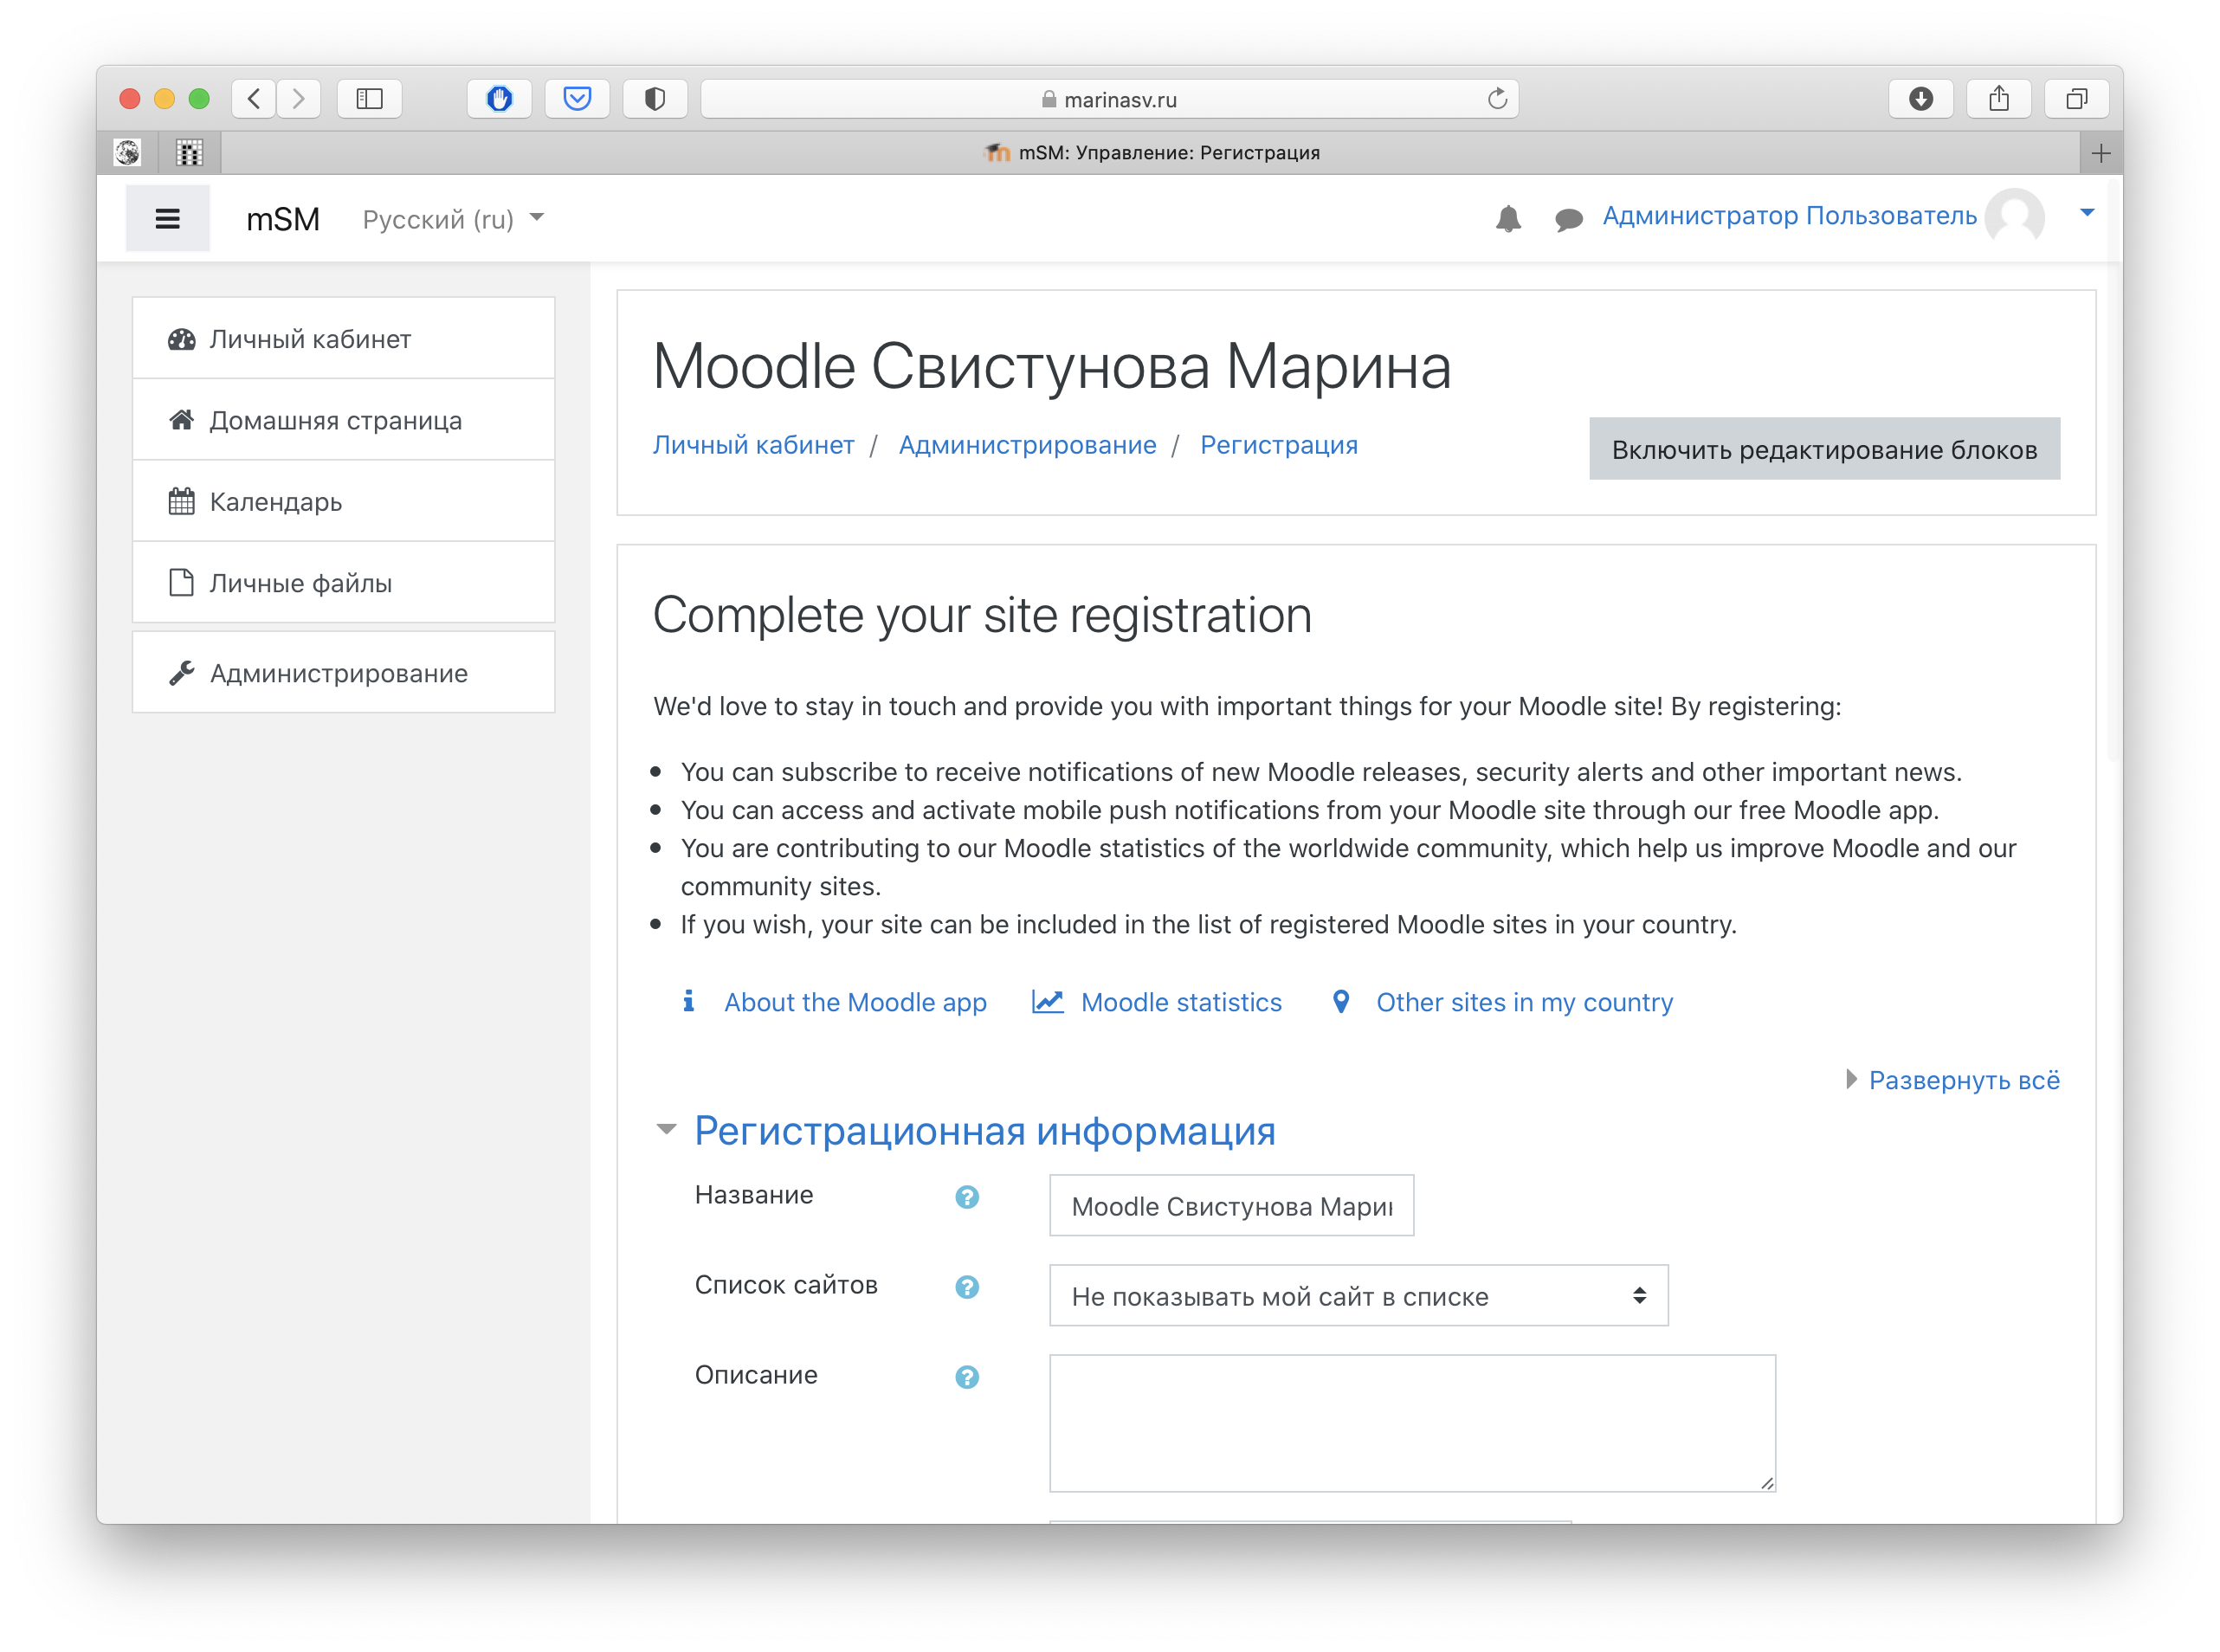 marinasv.ru
mSM: Управление: Регистрация
mSM
Русский (ru)
Администратор Пользователь
Личный кабинет
Домашняя страница
Календарь
Личные файлы
Администрирование
Moodle Свистунова Марина
Личный кабинет / Администрирование / Регистрация
Включить редактирование блоков
Complete your site registration
We'd love to stay in touch and provide you with important things for your Moodle site! By registering:
You can subscribe to receive notifications of new Moodle releases, security alerts and other important news.
You can access and activate mobile push notifications from your Moodle site through our free Moodle app.
You are contributing to our Moodle statistics of the worldwide community, which help us improve Moodle and our
community sites.
If you wish, your site can be included in the list of registered Moodle sites in your country.
About the Moodle app
Moodle statistics
Other sites in my country
Развернуть всё
Регистрационная информация
Название
Moodle Свистунова Марин
Список сайтов
Не показывать мой сайт в списке
Описание